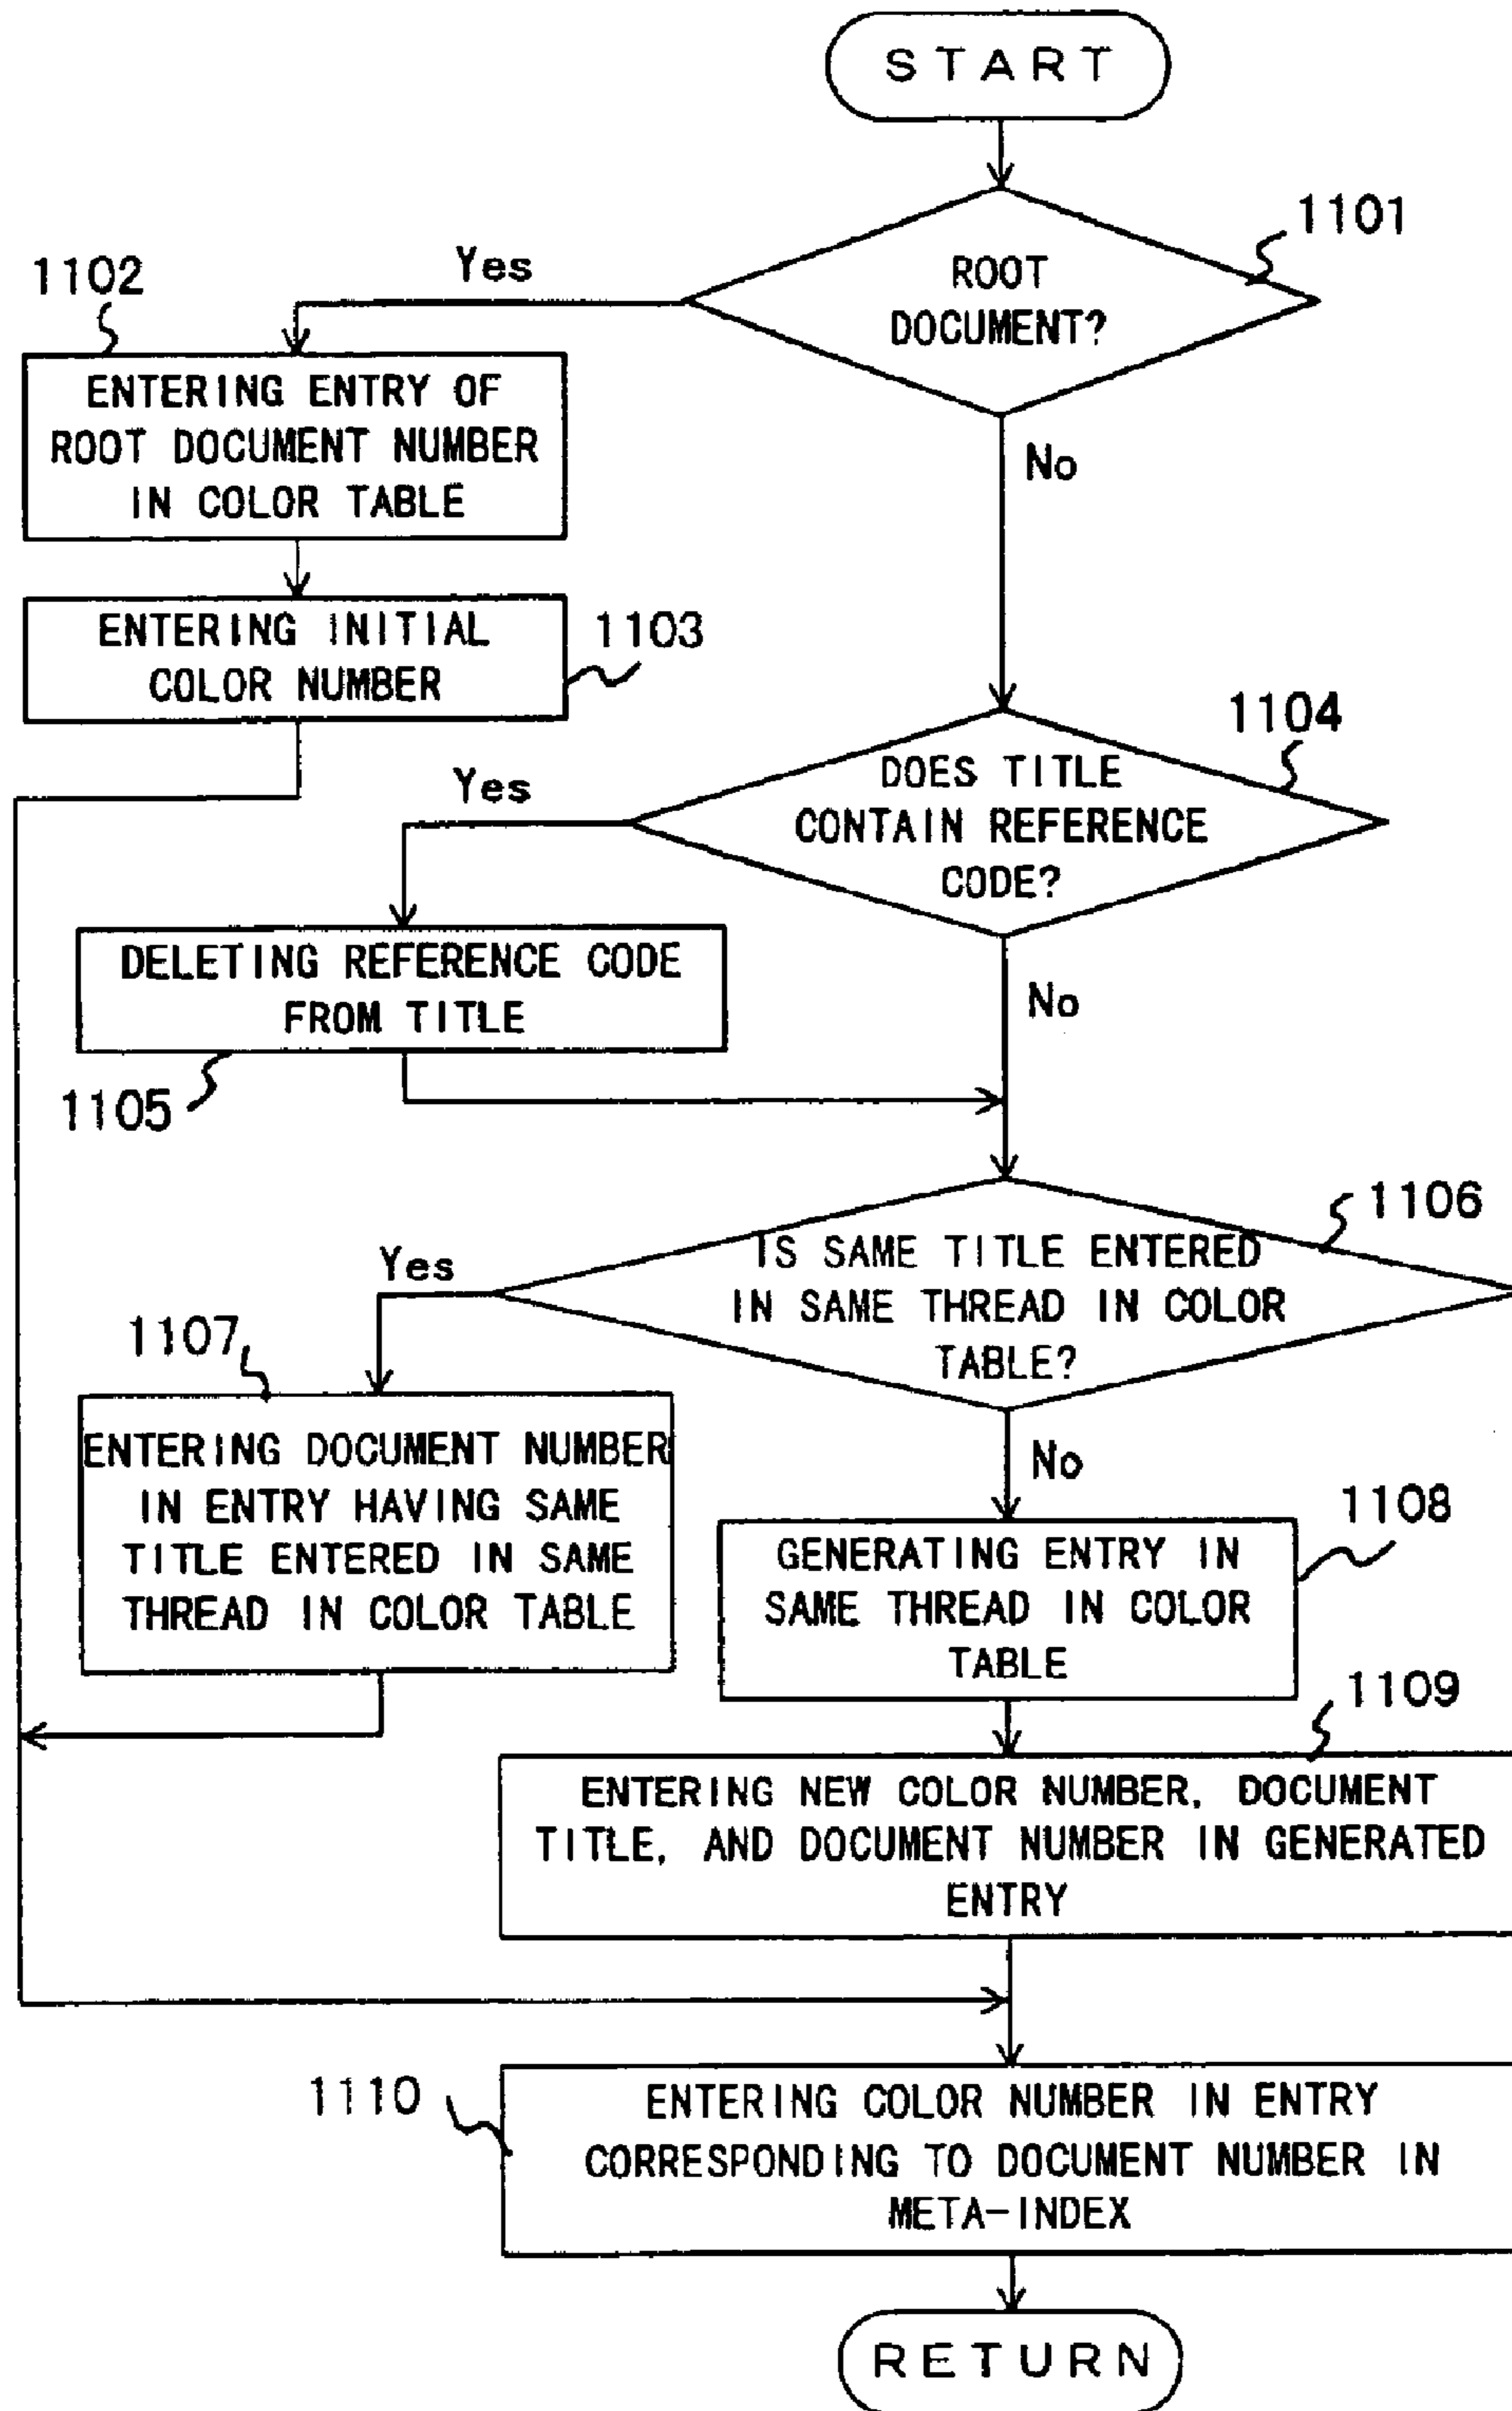 START
1101
ROOT
DOCUMENT?
Yes
No
1102
ENTERING ENTRY OF
ROOT DOCUMENT NUMBER
IN COLOR TABLE
ENTERING INITIAL
COLOR NUMBER
1103
1104
DOES TITLE
CONTAIN REFERENCE
CODE?
Yes
No
DELETING REFERENCE CODE
FROM TITLE
1105
1106
IS SAME TITLE ENTERED
IN SAME THREAD IN COLOR
TABLE?
Yes
No
1107
ENTERING DOCUMENT NUMBER
IN ENTRY HAVING SAME
TITLE ENTERED IN SAME
THREAD IN COLOR TABLE
1108
GENERATING ENTRY IN
SAME THREAD IN COLOR
TABLE
1109
ENTERING NEW COLOR NUMBER, DOCUMENT
TITLE, AND DOCUMENT NUMBER IN GENERATED
ENTRY
1110
ENTERING COLOR NUMBER IN ENTRY
CORRESPONDING TO DOCUMENT NUMBER IN
META-INDEX
RETURN